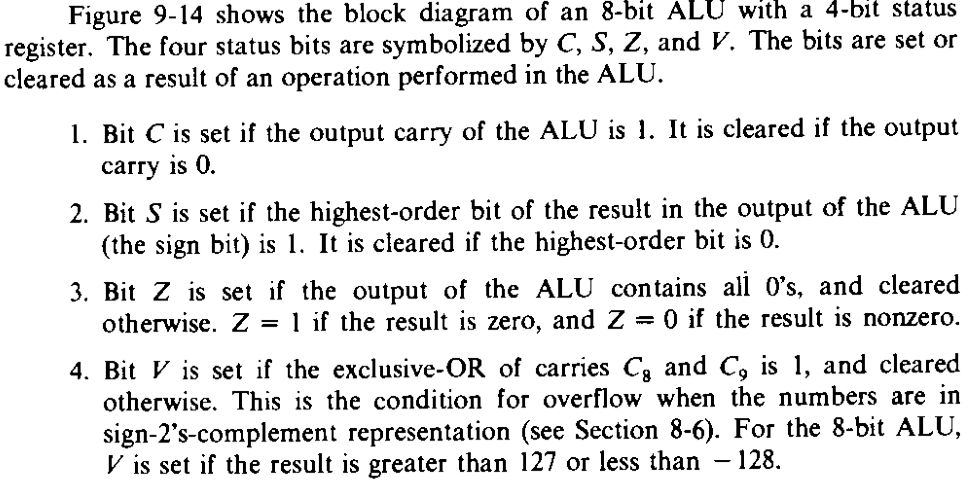 Figure 9-14 shows the block diagram of an 8-bit ALU with a 4-bit status
register. The four status bits are symbolized by C, S, Z, and V. The bits are set or
cleared as a result of an operation performed in the ALU.
1. Bit C is set if the output carry of the ALU is 1. It is cleared if the output
carry is 0.
2. Bit S is set if the highest-order bit of the result in the output of the ALU
(the sign bit) is 1. It is cleared if the highest-order bit is 0.
3. Bit Z is set if the output of the ALU contains all 0's, and cleared
otherwise. Z = 1 if the result is zero, and Z = 0 if the result is nonzero.
4. Bit V is set if the exclusive-OR of carries C₈ and C₉ is 1, and cleared
otherwise. This is the condition for overflow when the numbers are in
sign-2's-complement representation (see Section 8-6). For the 8-bit ALU,
V is set if the result is greater than 127 or less than −128.